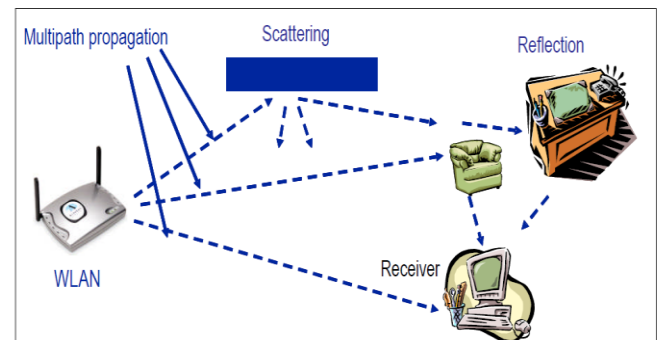 Multipath propagation
Scattering
Reflection
WLAN
Receiver